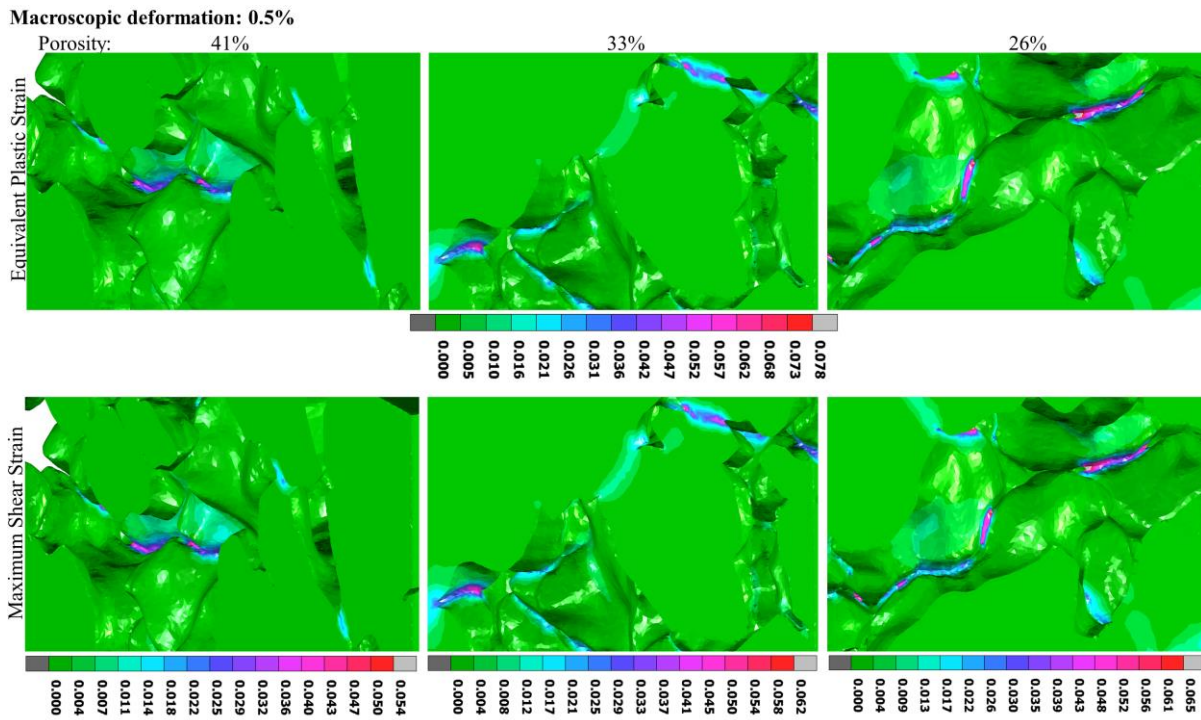 Macroscopic deformation: 0.5%
Porosity: 41% 33% 26%
Equivalent Plastic Strain
0.000 0.005 0.010 0.016 0.021 0.026 0.031 0.036 0.042 0.047 0.052 0.057 0.062 0.068 0.073 0.078
Maximum Shear Strain
0.000 0.004 0.007 0.011 0.014 0.018 0.022 0.025 0.029 0.032 0.036 0.040 0.043 0.047 0.050 0.054
0.000 0.004 0.008 0.012 0.017 0.021 0.025 0.029 0.033 0.037 0.041 0.045 0.050 0.054 0.058 0.062
0.000 0.004 0.009 0.013 0.017 0.022 0.026 0.030 0.035 0.039 0.043 0.048 0.052 0.056 0.061 0.065